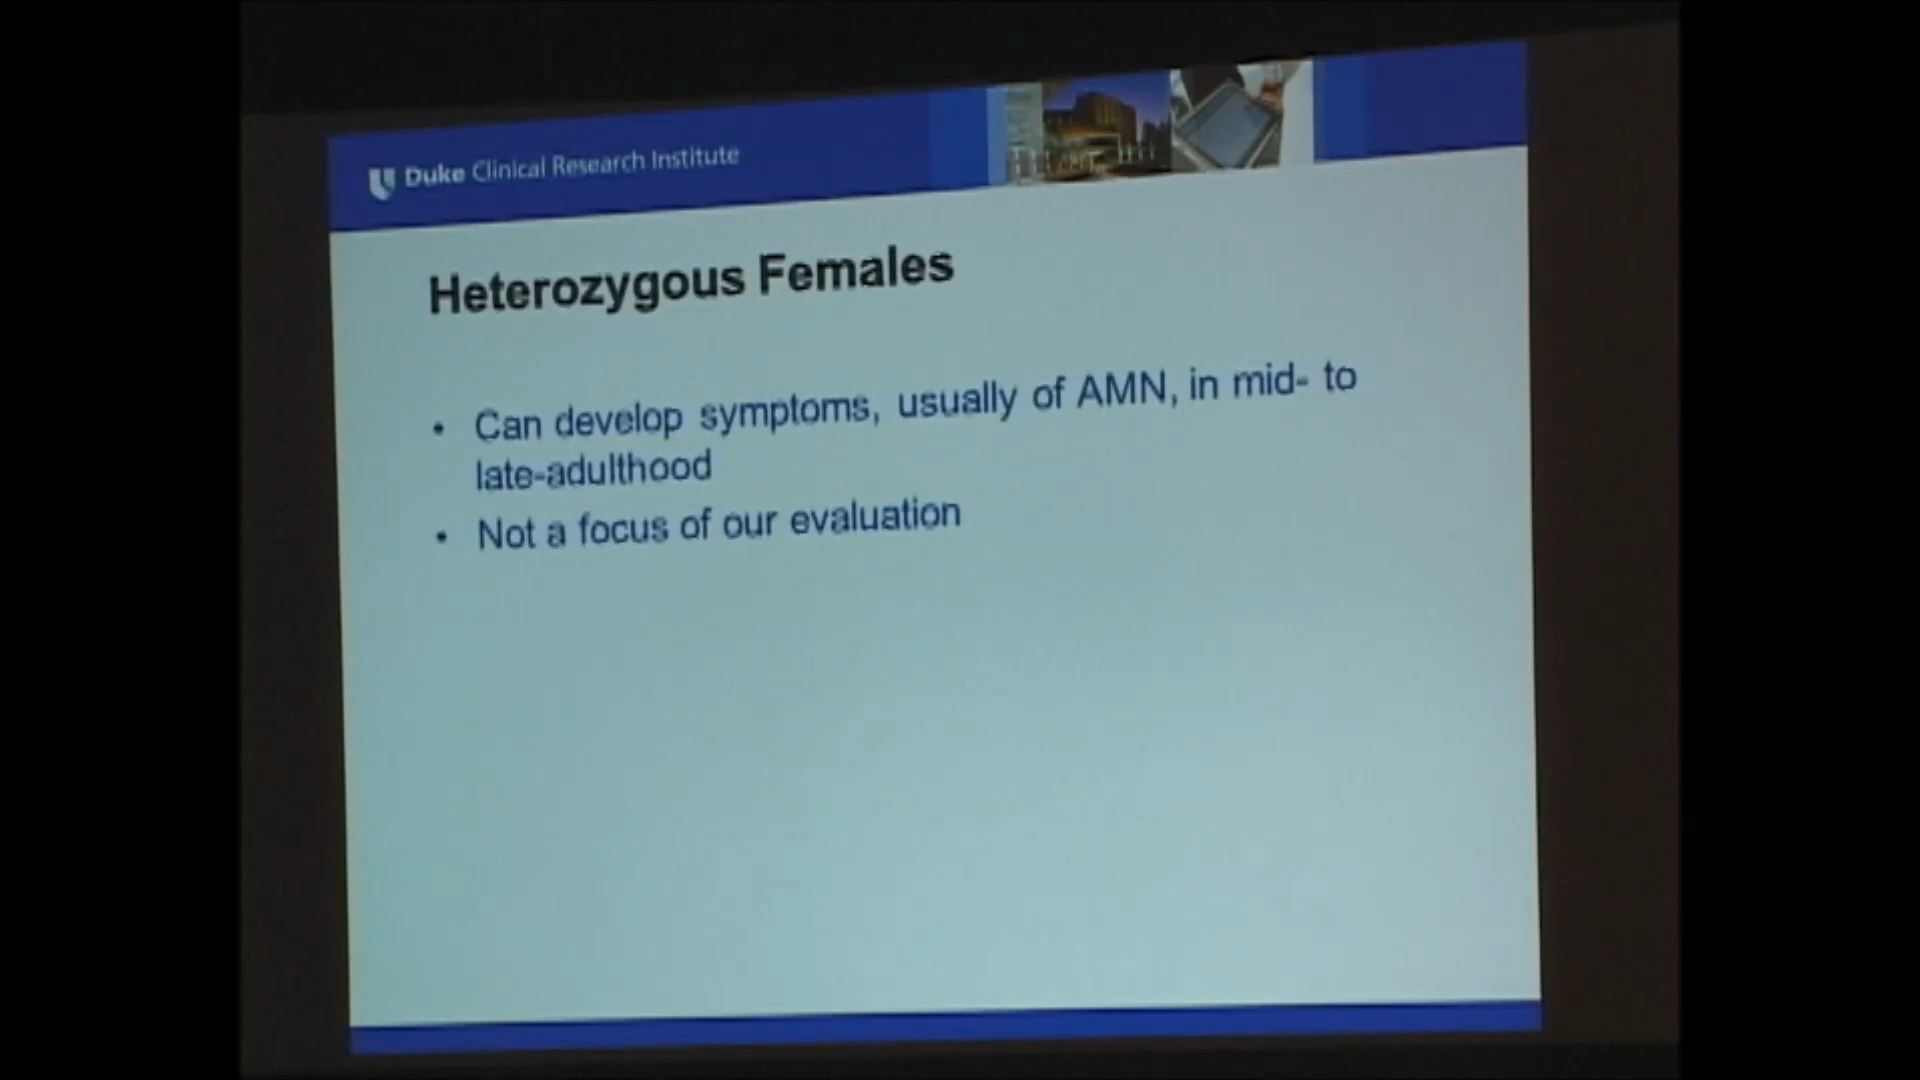 Duke Clinical Research Institute
Heterozygous Females
• Can develop symptoms, usually of AMN, in mid- to
late-adulthood
• Not a focus of our evaluation